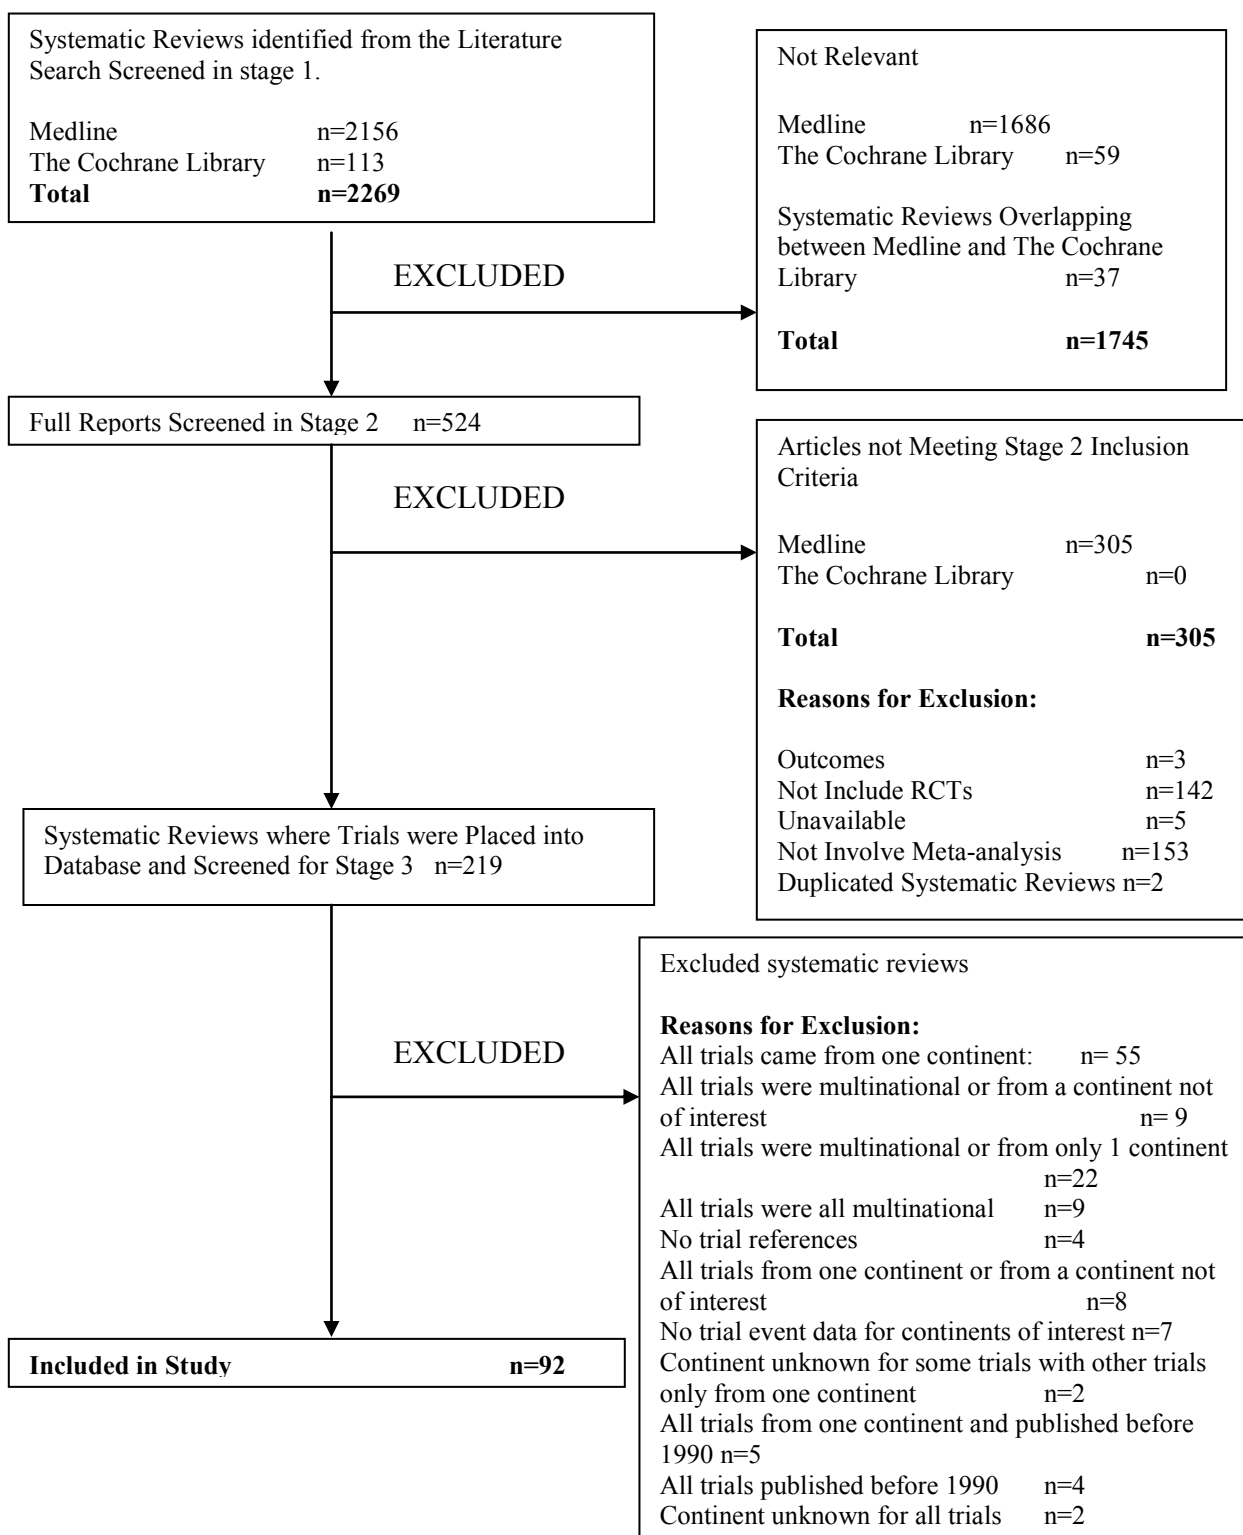 Systematic Reviews identified from the Literature
Search Screened in stage 1.
Medline n=2156
The Cochrane Library n=113
Total n=2269
EXCLUDED
Not Relevant
Medline n=1686
The Cochrane Library n=59
Systematic Reviews Overlapping
between Medline and The Cochrane
Library n=37
Total n=1745
Full Reports Screened in Stage 2 n=524
EXCLUDED
Articles not Meeting Stage 2 Inclusion
Criteria
Medline n=305
The Cochrane Library n=0
Total n=305
Reasons for Exclusion:
Outcomes n=3
Not Include RCTs n=142
Unavailable n=5
Not Involve Meta-analysis n=153
Duplicated Systematic Reviews n=2
Systematic Reviews where Trials were Placed into
Database and Screened for Stage 3 n=219
EXCLUDED
Excluded systematic reviews
Reasons for Exclusion:
All trials came from one continent: n= 55
All trials were multinational or from a continent not
of interest n= 9
All trials were multinational or from only 1 continent
n=22
All trials were all multinational n=9
No trial references n=4
All trials from one continent or from a continent not
of interest n=8
No trial event data for continents of interest n=7
Continent unknown for some trials with other trials
only from one continent n=2
All trials from one continent and published before
1990 n=5
All trials published before 1990 n=4
Continent unknown for all trials n=2
Included in Study n=92